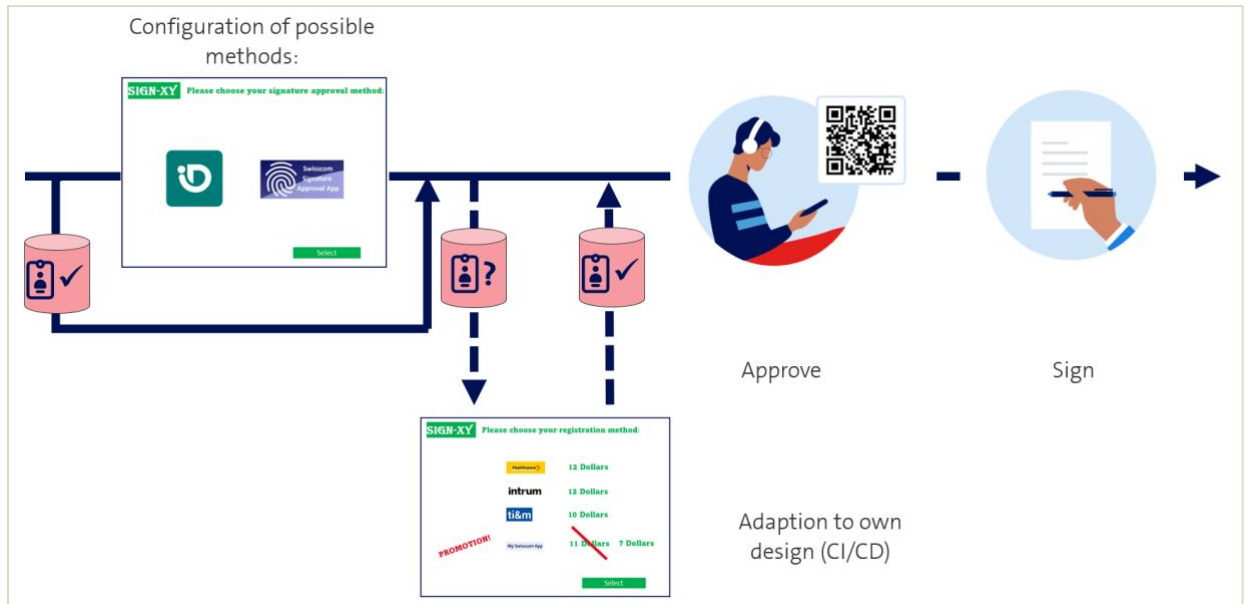 Configuration of possible
methods:
SIGN-XY Please choose your signature approval method:
iD
Swisscom
Signature
Approval App
Select
?
Approve
Sign
SIGN-XY Please choose your registration method:
PostFinance 12 Dollars
intrum 12 Dollars
ti&m 10 Dollars
PROMOTION! My Swisscom App 11 Dollars 7 Dollars
Select
Adaption to own
design (CI/CD)